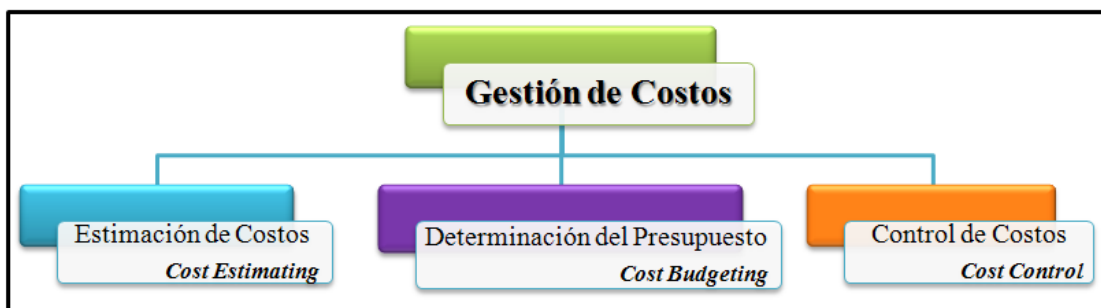 Gestión de Costos
Estimación de Costos
Cost Estimating
Determinación del Presupuesto
Cost Budgeting
Control de Costos
Cost Control